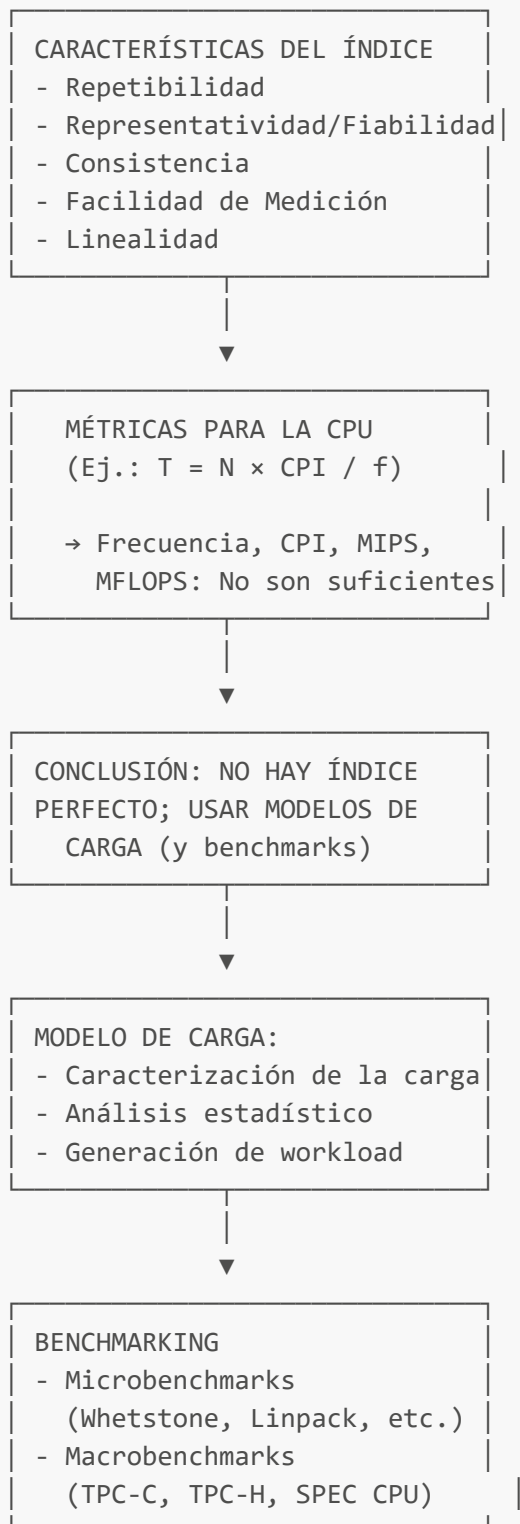 CARACTERÍSTICAS DEL ÍNDICE
- Repetibilidad
- Representatividad/Fiabilidad
- Consistencia
- Facilidad de Medición
- Linealidad
MÉTRICAS PARA LA CPU
(Ej.: T = N × CPI / f)
→ Frecuencia, CPI, MIPS,
MFLOPS: No son suficientes
CONCLUSIÓN: NO HAY ÍNDICE
PERFECTO; USAR MODELOS DE
CARGA (y benchmarks)
MODELO DE CARGA:
- Caracterización de la carga
- Análisis estadístico
- Generación de workload
BENCHMARKING
- Microbenchmarks
(Whetstone, Linpack, etc.)
- Macrobenchmarks
(TPC-C, TPC-H, SPEC CPU)